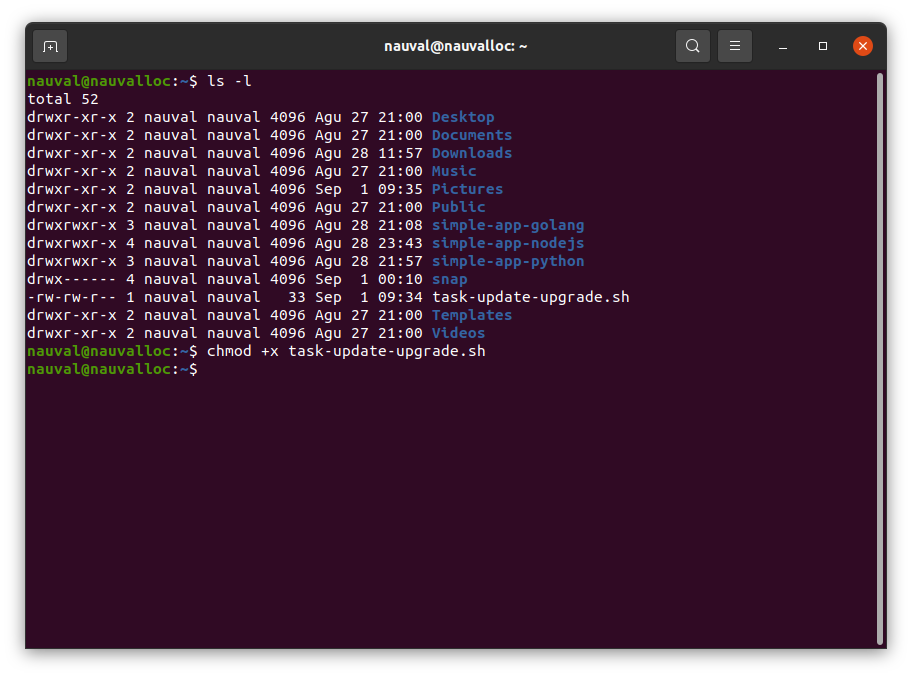 nauval@nauvalloc: ~
nauval@nauvalloc:~$ ls -l
total 52
drwxr-xr-x 2 nauval nauval 4096 Agu 27 21:00 Desktop
drwxr-xr-x 2 nauval nauval 4096 Agu 27 21:00 Documents
drwxr-xr-x 2 nauval nauval 4096 Agu 28 11:57 Downloads
drwxr-xr-x 2 nauval nauval 4096 Agu 27 21:00 Music
drwxr-xr-x 2 nauval nauval 4096 Sep  1 09:35 Pictures
drwxr-xr-x 2 nauval nauval 4096 Agu 27 21:00 Public
drwxrwxr-x 3 nauval nauval 4096 Agu 28 21:08 simple-app-golang
drwxrwxr-x 4 nauval nauval 4096 Agu 28 23:43 simple-app-nodejs
drwxrwxr-x 3 nauval nauval 4096 Agu 28 21:57 simple-app-python
drwx------ 4 nauval nauval 4096 Sep  1 00:10 snap
-rw-rw-r-- 1 nauval nauval   33 Sep  1 09:34 task-update-upgrade.sh
drwxr-xr-x 2 nauval nauval 4096 Agu 27 21:00 Templates
drwxr-xr-x 2 nauval nauval 4096 Agu 27 21:00 Videos
nauval@nauvalloc:~$ chmod +x task-update-upgrade.sh
nauval@nauvalloc:~$